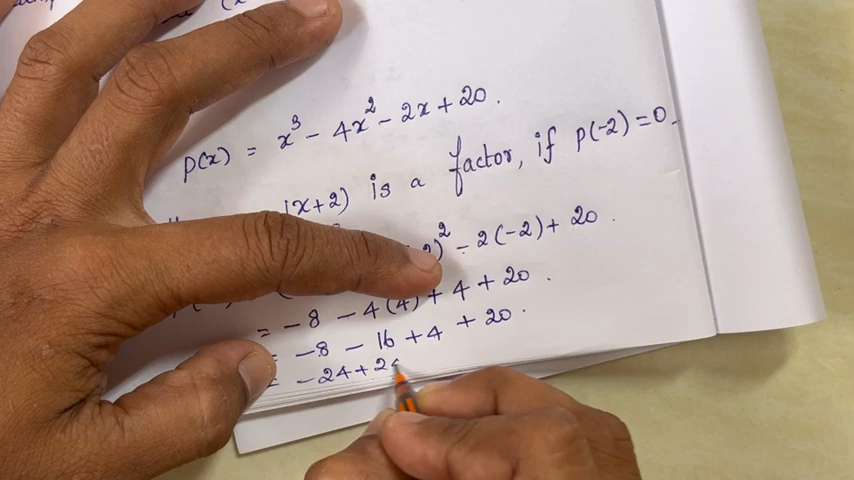 p(x) = x³ - 4x² - 2x + 20.
(x+2) is a factor, if p(-2) = 0.
2)² - 2(-2) + 20.
= -8 - 4(4) + 4 + 20.
= -8 - 16 + 4 + 20.
= -24 + 24